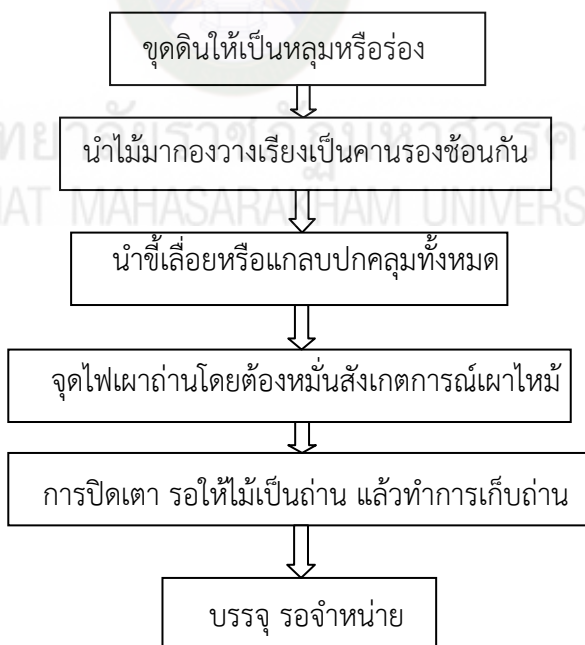 ขุดดินให้เป็นหลุมหรือร่อง
นำไม้มากองวางเรียงเป็นคานรองซ้อนกัน
MAHASARAKHAM
นำขี้เลื่อยหรือแกลบปกคลุมทั้งหมด
จุดไฟเผาถ่านโดยต้องหมั่นสังเกตการณ์เผาไหม้
การปิดเตา รอให้ไม้เป็นถ่าน แล้วทำการเก็บถ่าน
บรรจุ รอจำหน่าย